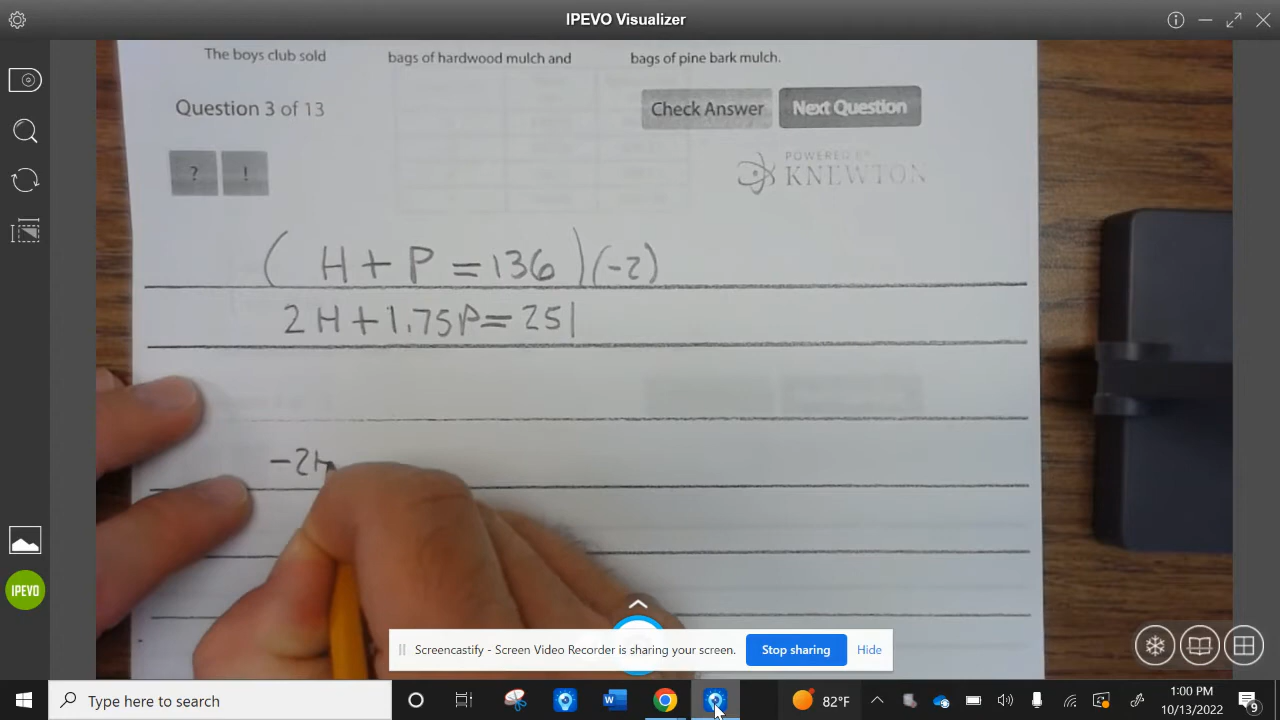 IPEVO Visualizer
The boys club sold bags of hardwood mulch and bags of pine bark mulch.
Question 3 of 13 Check Answer Next Question
? !
POWERED BY
KNEWTON
( H + P = 136 ) (-2)
2H + 1.75P = 251
-2H
IPEVO
Screencastify - Screen Video Recorder is sharing your screen. Stop sharing Hide
Type here to search
W
82°F
1:00 PM
10/13/2022
9